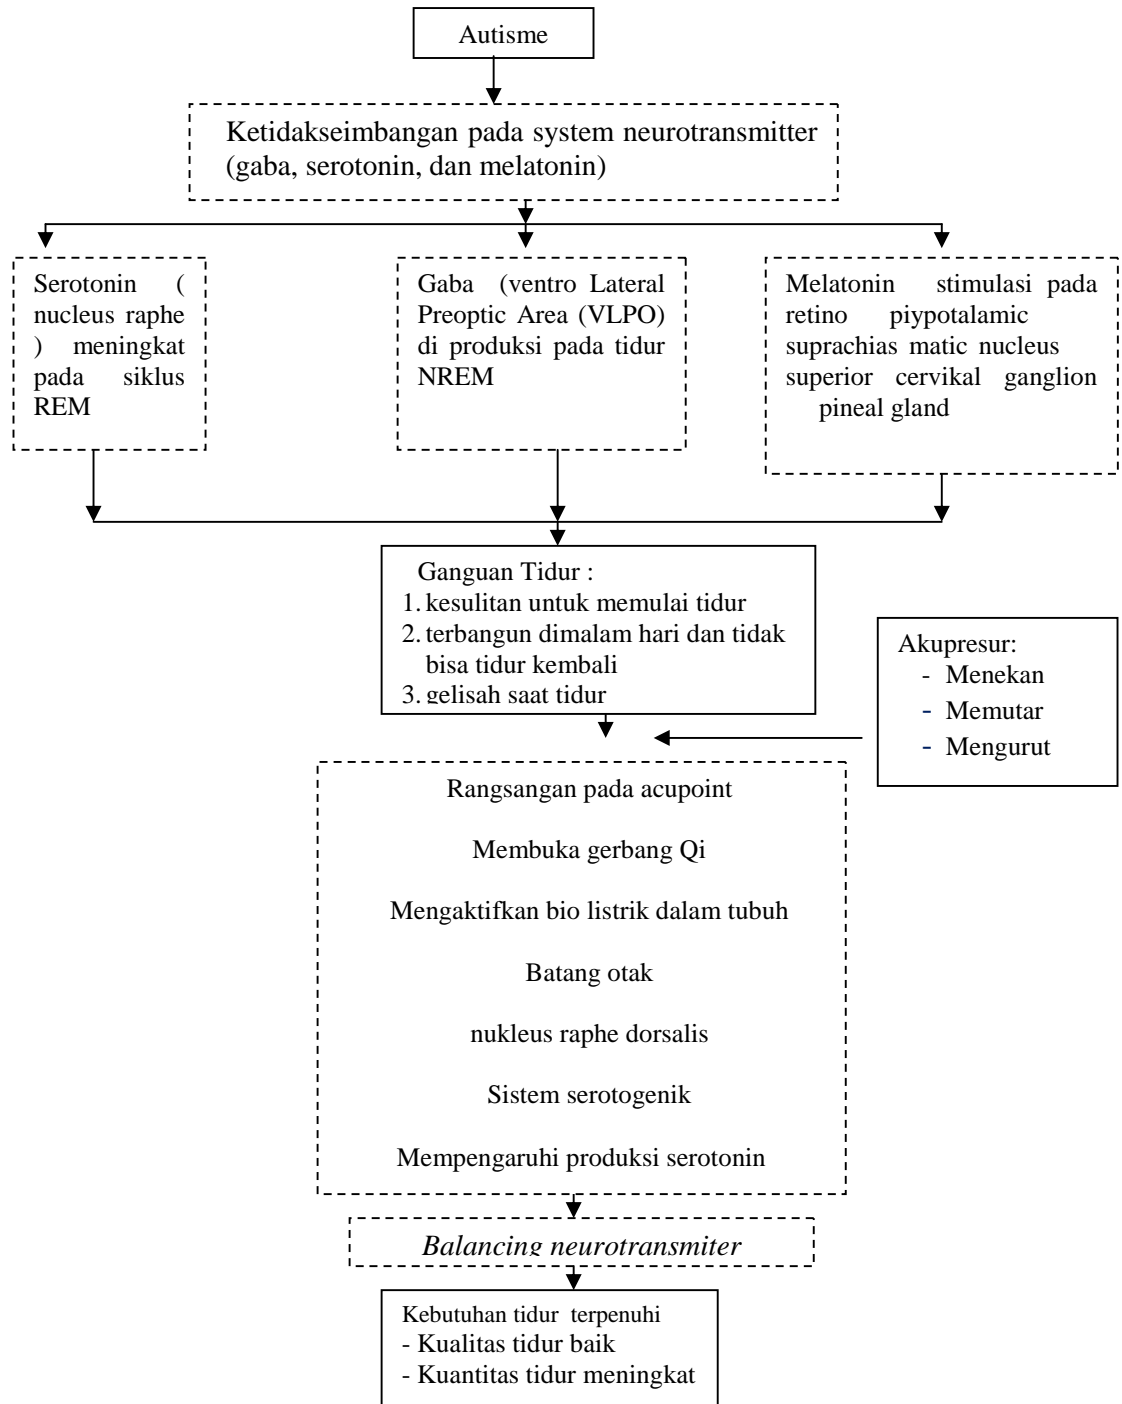 Autisme
Ketidakseimbangan pada system neurotransmitter
(gaba, serotonin, dan melatonin)
Serotonin (
nucleus raphe
) meningkat
pada siklus
REM
Gaba (ventro Lateral
Preoptic Area (VLPO)
di produksi pada tidur
NREM
Melatonin stimulasi pada
retino piypotalamic
suprachias matic nucleus
superior cervikal ganglion
pineal gland
Ganguan Tidur :
1. kesulitan untuk memulai tidur
2. terbangun dimalam hari dan tidak
bisa tidur kembali
3. gelisah saat tidur
Akupresur:
- Menekan
- Memutar
- Mengurut
Rangsangan pada acupoint
Membuka gerbang Qi
Mengaktifkan bio listrik dalam tubuh
Batang otak
nukleus raphe dorsalis
Sistem serotogenik
Mempengaruhi produksi serotonin
Balancing neurotransmiter
Kebutuhan tidur terpenuhi
- Kualitas tidur baik
- Kuantitas tidur meningkat